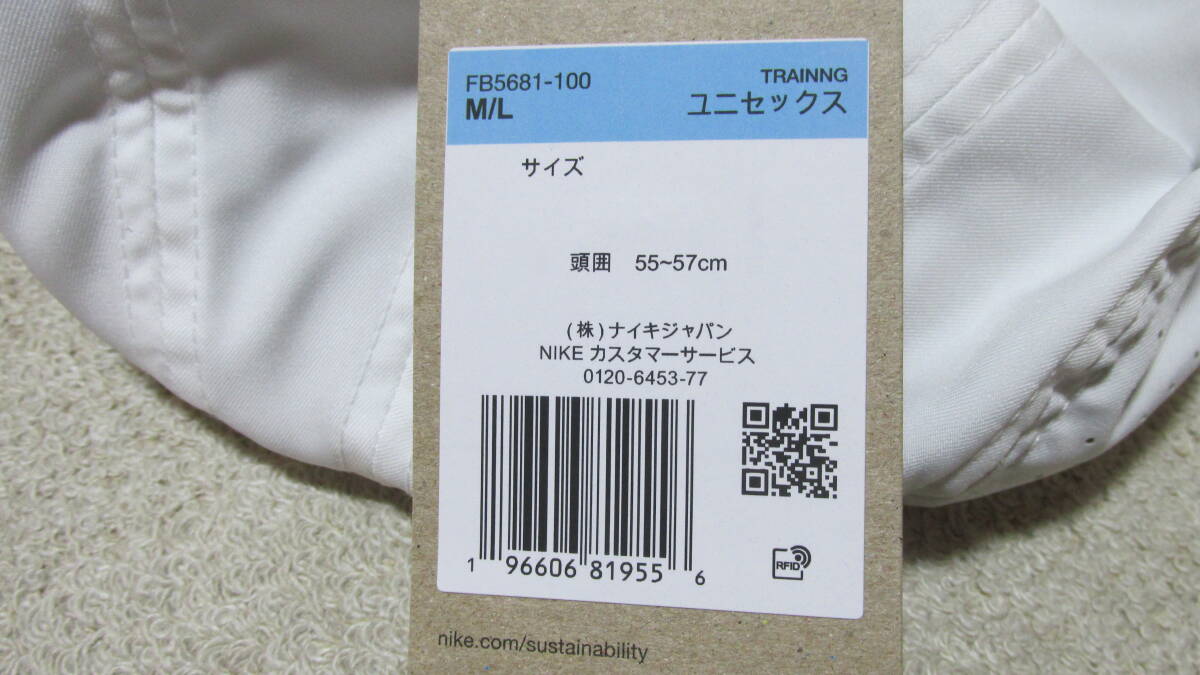 FB5681-100
TRAINNG
M/L
ユニセックス
サイズ
頭囲 55~57cm
(株)ナイキジャパン
NIKE カスタマーサービス
0120-6453-77
1 96606 81955 6
RFID
nike.com/sustainability